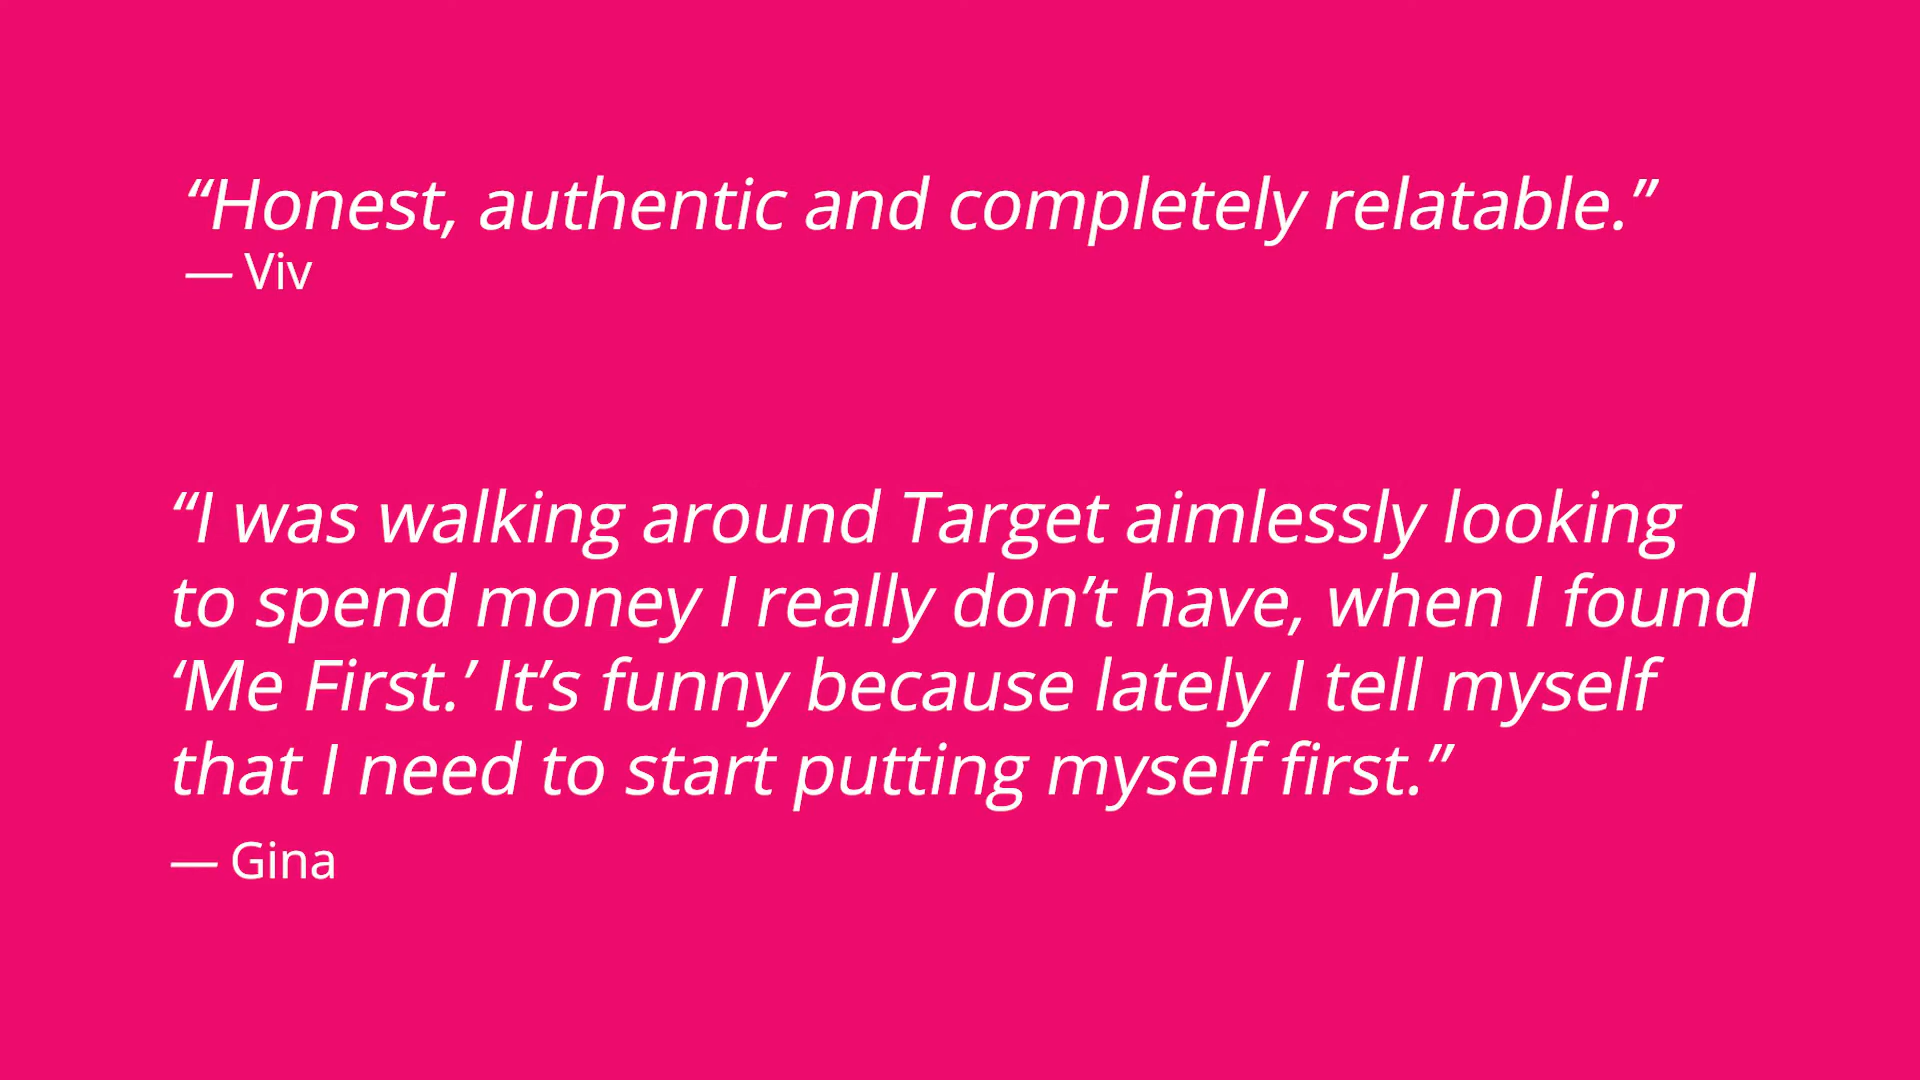 “Honest, authentic and completely relatable.”
— Viv
“I was walking around Target aimlessly looking
to spend money I really don’t have, when I found
‘Me First.’ It’s funny because lately I tell myself
that I need to start putting myself first.”
— Gina